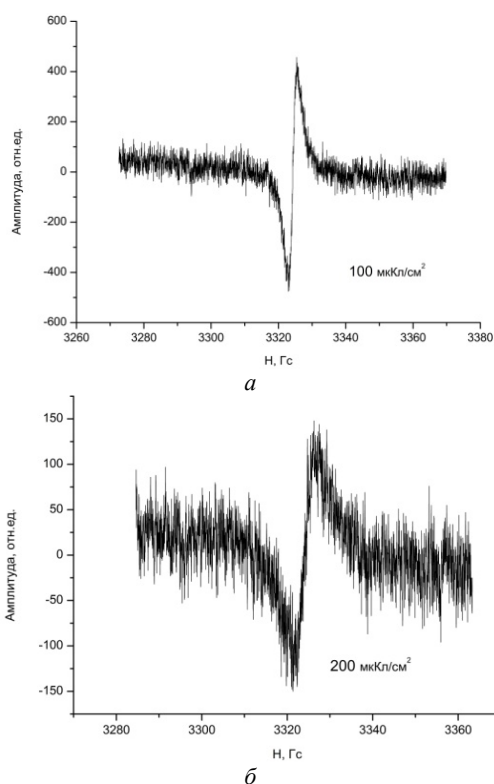 600
400
200
0
-200
-400
-600
Амплитуда, отн.ед.
100 мкКл/см²
3260 3280 3300 3320 3340 3360 3380
Н, Гс
а
150
100
50
0
-50
-100
-150
Амплитуда, отн.ед.
200 мкКл/см²
3280 3300 3320 3340 3360
Н, Гс
б